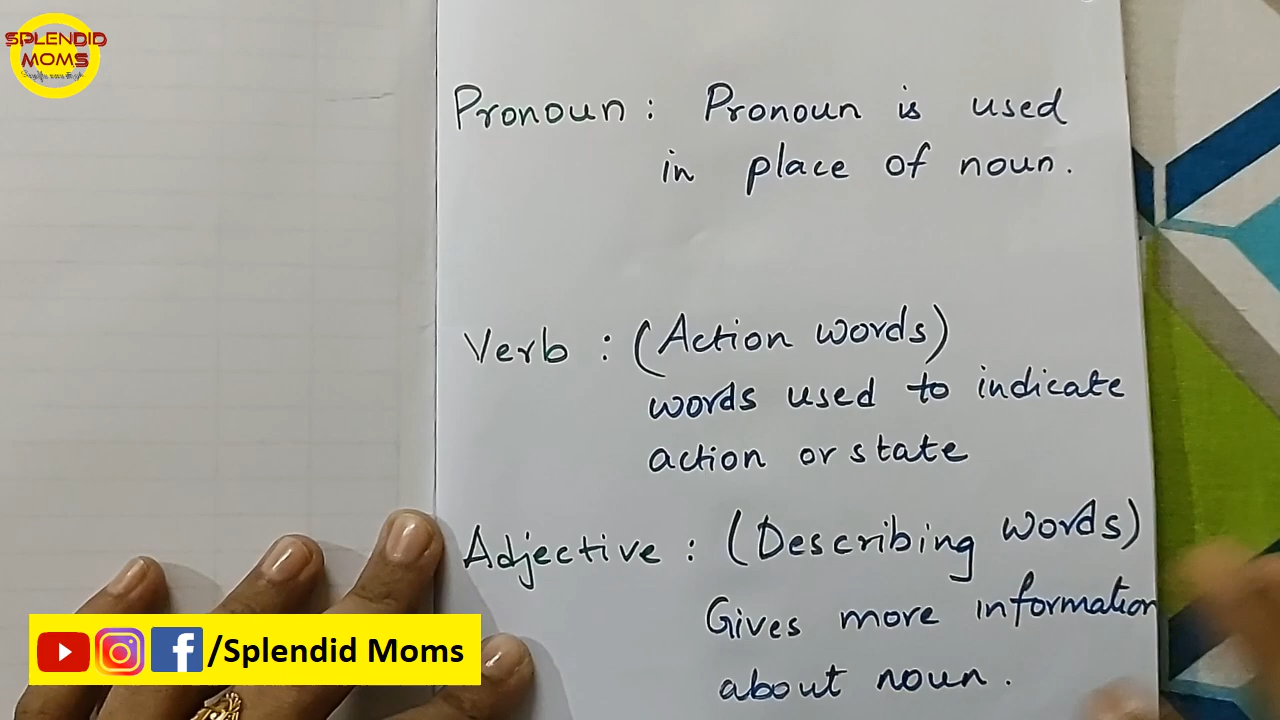 SPLENDID
MOMS
Pronoun : Pronoun is used
in place of noun.
Verb : (Action words)
words used to indicate
action or state
Adjective : (Describing words)
Gives more information
about noun.
/Splendid Moms